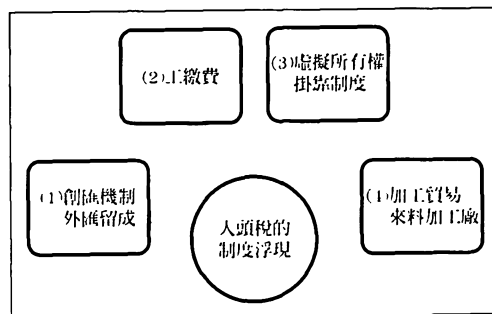 (2)工繳費
(3)虛擬所有權
掛靠制度
(1)創匯機制
外匯留成
(4)加工貿易
來料加工廠
人頭稅的
制度浮現